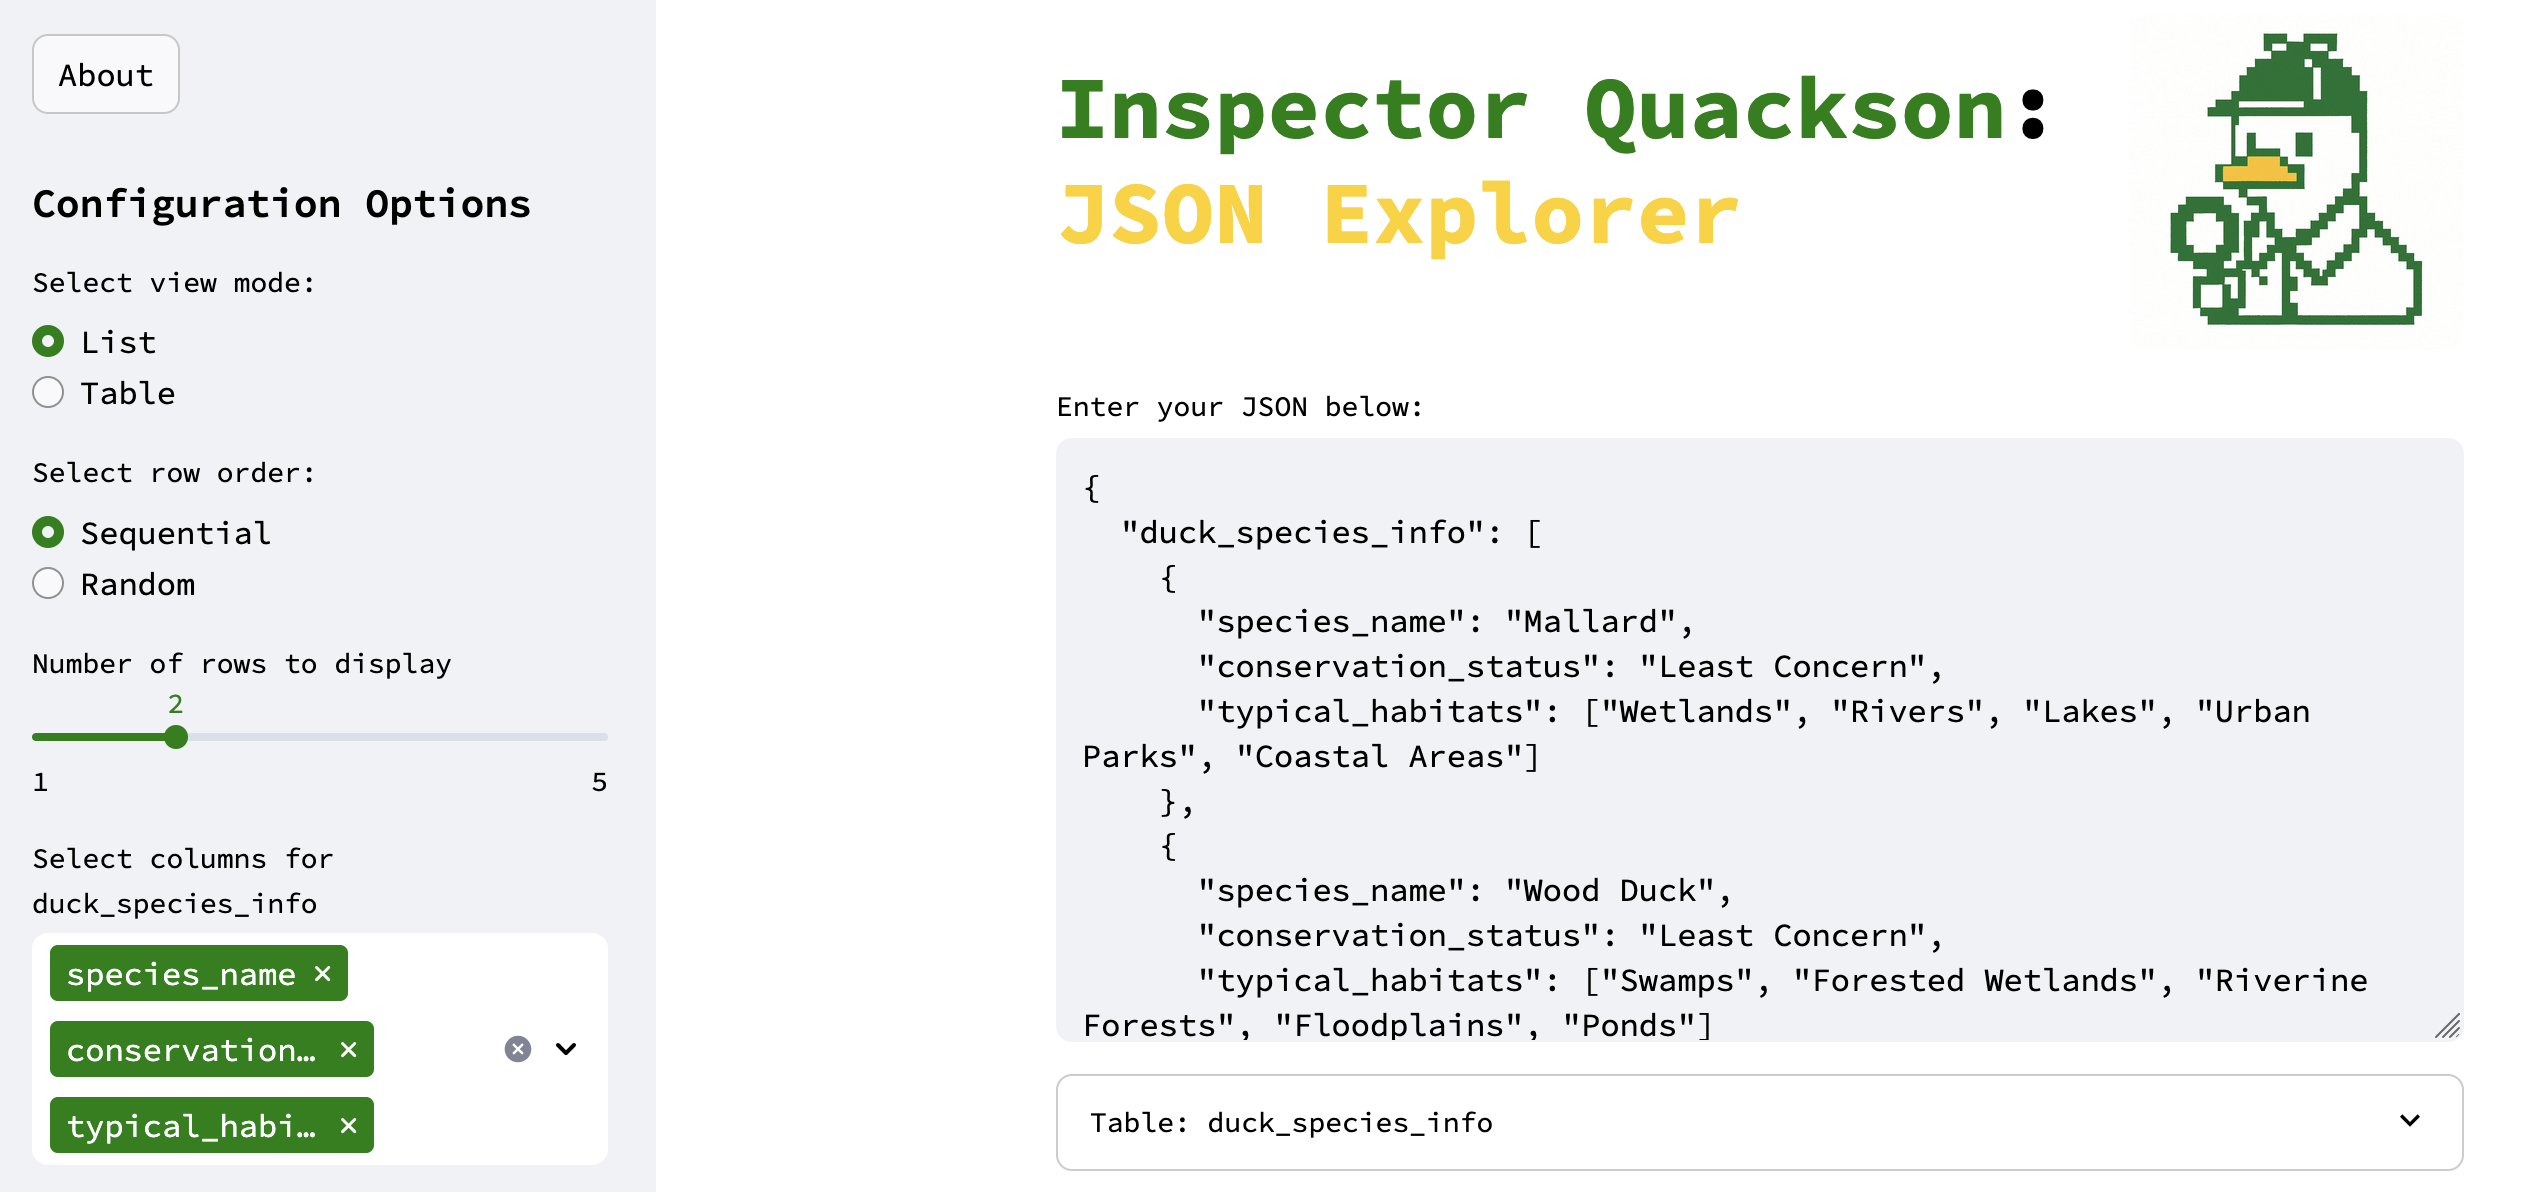 About
Configuration Options
Select view mode:
List
Table
Select row order:
Sequential
Random
Number of rows to display
2
1 5
Select columns for
duck_species_info
species_name ×
conservation… ×
typical_habi… ×
Inspector Quackson:
JSON Explorer
Enter your JSON below:
{
  "duck_species_info": [
    {
      "species_name": "Mallard",
      "conservation_status": "Least Concern",
      "typical_habitats": ["Wetlands", "Rivers", "Lakes", "Urban
Parks", "Coastal Areas"]
    },
    {
      "species_name": "Wood Duck",
      "conservation_status": "Least Concern",
      "typical_habitats": ["Swamps", "Forested Wetlands", "Riverine
Forests", "Floodplains", "Ponds"]
Table: duck_species_info